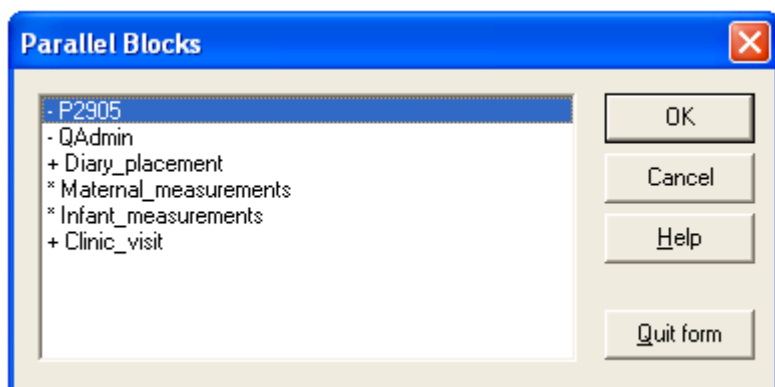 Parallel Blocks
- P2905
- QAdmin
+ Diary_placement
* Maternal_measurements
* Infant_measurements
+ Clinic_visit
OK
Cancel
Help
Quit form